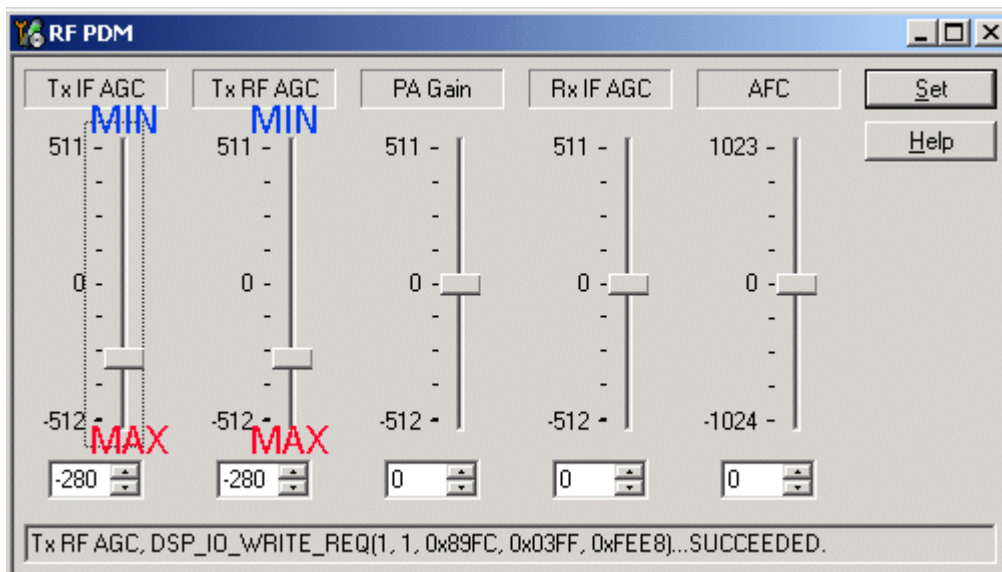 RF PDM
Tx IF AGC Tx RF AGC PA Gain Rx IF AGC AFC Set
MIN MIN
511 511 511 511 1023 Help
0 0 0 0 0
-512 -512 -512 -512 -1024
MAX MAX
-280 -280 0 0 0
Tx RF AGC, DSP_IO_WRITE_REQ(1, 1, 0x89FC, 0x03FF, 0xFEE8)...SUCCEEDED.